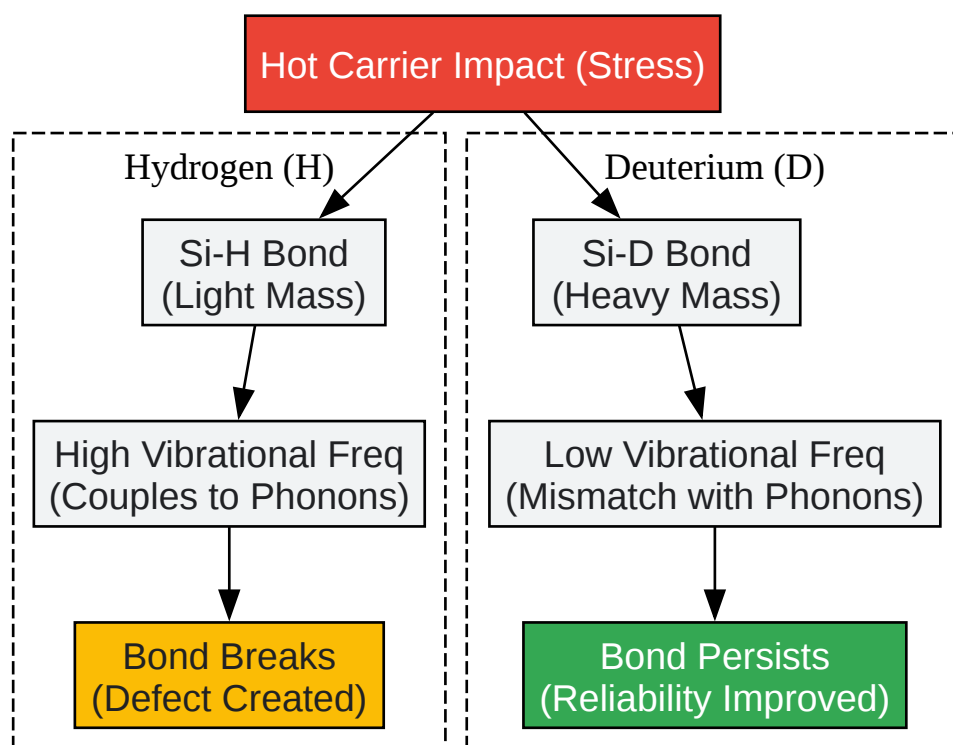 Hot Carrier Impact (Stress)
Hydrogen (H)
Si-H Bond
(Light Mass)
High Vibrational Freq
(Couples to Phonons)
Bond Breaks
(Defect Created)
Deuterium (D)
Si-D Bond
(Heavy Mass)
Low Vibrational Freq
(Mismatch with Phonons)
Bond Persists
(Reliability Improved)